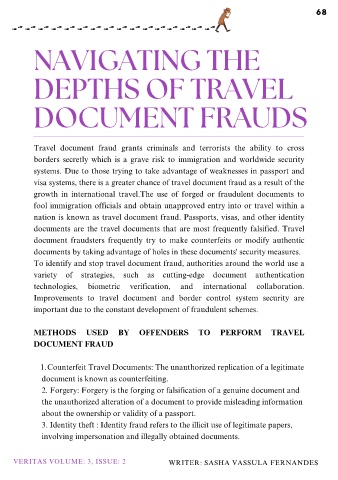 68
NAVIGATING THE
DEPTHS OF TRAVEL
DOCUMENT FRAUDS
Travel document fraud grants criminals and terrorists the ability to cross
borders secretly which is a grave risk to immigration and worldwide security
systems. Due to those trying to take advantage of weaknesses in passport and
visa systems, there is a greater chance of travel document fraud as a result of the
growth in international travel.The use of forged or fraudulent documents to
fool immigration officials and obtain unapproved entry into or travel within a
nation is known as travel document fraud. Passports, visas, and other identity
documents are the travel documents that are most frequently falsified. Travel
document fraudsters frequently try to make counterfeits or modify authentic
documents by taking advantage of holes in these documents' security measures.
To identify and stop travel document fraud, authorities around the world use a
variety of strategies, such as cutting-edge document authentication
technologies, biometric verification, and international collaboration.
Improvements to travel document and border control system security are
important due to the constant development of fraudulent schemes.
METHODS USED BY OFFENDERS TO PERFORM TRAVEL
DOCUMENT FRAUD
1. Counterfeit Travel Documents: The unauthorized replication of a legitimate
document is known as counterfeiting.
2. Forgery: Forgery is the forging or falsification of a genuine document and
the unauthorized alteration of a document to provide misleading information
about the ownership or validity of a passport.
3. Identity theft : Identity fraud refers to the illicit use of legitimate papers,
involving impersonation and illegally obtained documents.
VERITAS VOLUME: 3, ISSUE: 2
WRITER: SASHA VASSULA FERNANDES